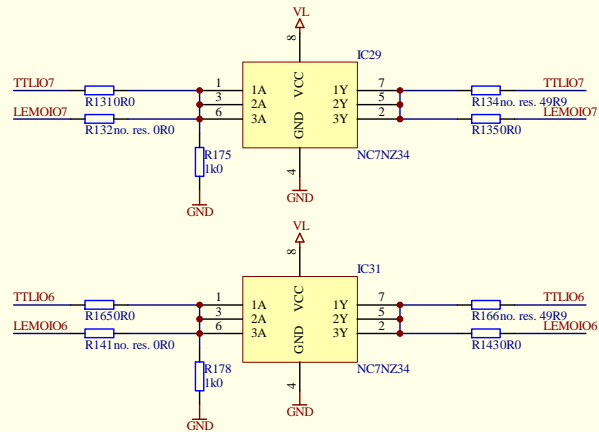 VL
8
IC29
TTLIO7
R1310R0
1
1A
VCC
1Y
7
TTLIO7
R134no. res. 49R9
3
2A
2Y
5
LEMOIO7
R132no. res. 0R0
6
3A
GND
3Y
2
LEMOIO7
R1350R0
R175
1k0
4
NC7NZ34
GND
GND
VL
8
IC31
TTLIO6
R1650R0
1
1A
VCC
1Y
7
TTLIO6
R166no. res. 49R9
3
2A
2Y
5
LEMOIO6
R141no. res. 0R0
6
3A
GND
3Y
2
LEMOIO6
R1430R0
R178
1k0
4
NC7NZ34
GND
GND